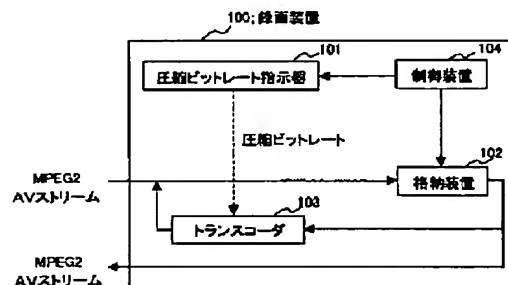 100;録画装置
101
104
圧縮ビットレート指示器
制御装置
圧縮ビットレート
102
MPEG2
AVストリーム
格納装置
103
トランスコーダ
MPEG2
AVストリーム